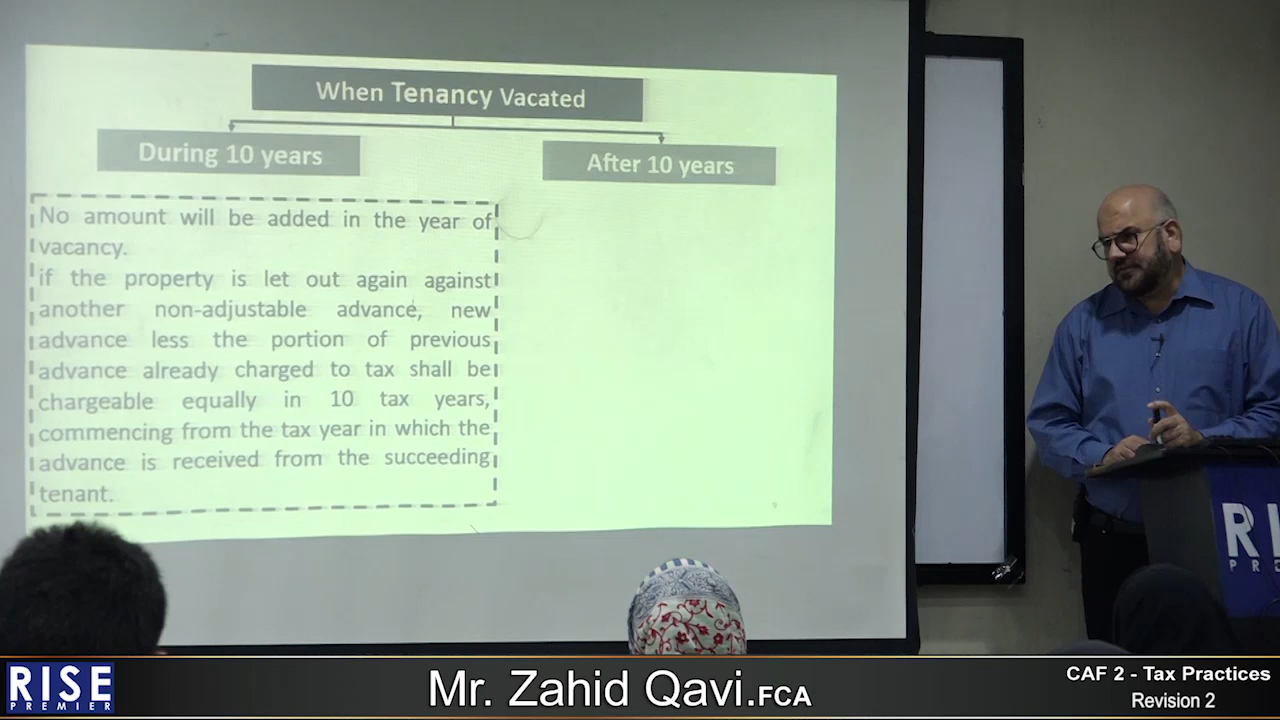 When Tenancy Vacated
During 10 years
After 10 years
No amount will be added in the year of
vacancy.
if the property is let out again against
another non-adjustable advance, new
advance less the portion of previous
advance already charged to tax shall be
chargeable equally in 10 tax years,
commencing from the tax year in which the
advance is received from the succeeding
tenant.
RI
PRE
RISE
PREMIER
Mr. Zahid Qavi.FCA
CAF 2 - Tax Practices
Revision 2